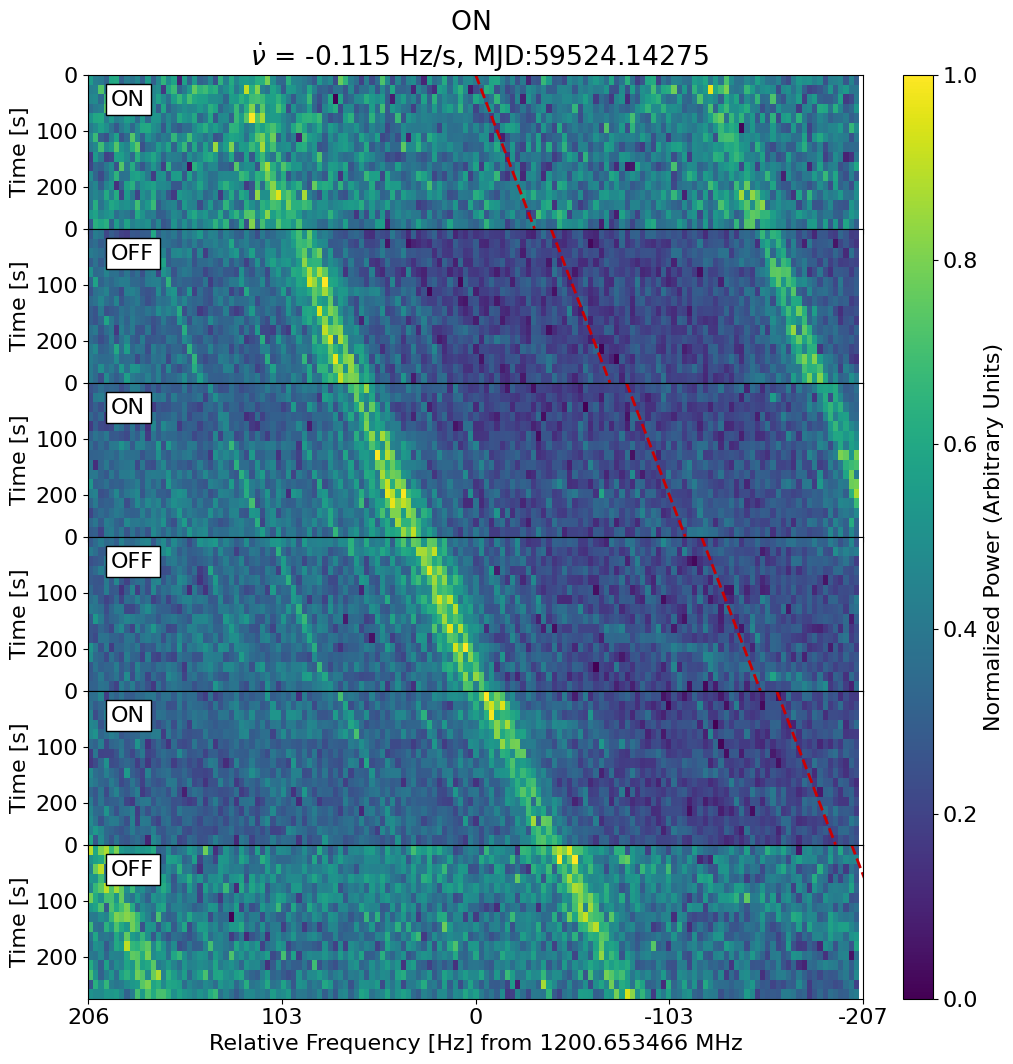 ON
ν̇ = -0.115 Hz/s, MJD:59524.14275
ON
OFF
ON
OFF
ON
OFF
Time [s]
0
100
200
Time [s]
0
100
200
Time [s]
0
100
200
Time [s]
0
100
200
Time [s]
0
100
200
Time [s]
0
100
200
206
103
0
-103
-207
Relative Frequency [Hz] from 1200.653466 MHz
1.0
0.8
0.6
0.4
0.2
0.0
Normalized Power (Arbitrary Units)